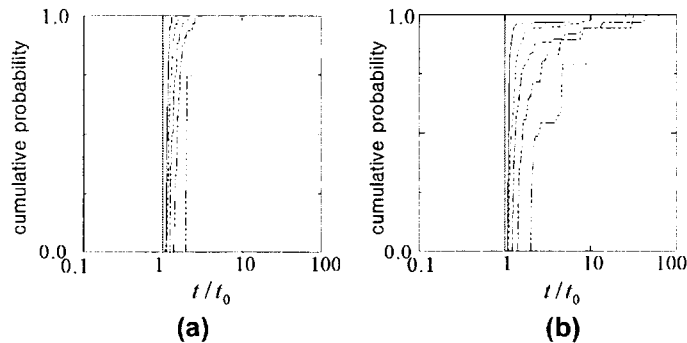 1.0
cumulative probability
0.0
0.1 1 10 100
t / t0
(a)
1.0
cumulative probability
0.0
0.1 1 10 100
t / t0
(b)